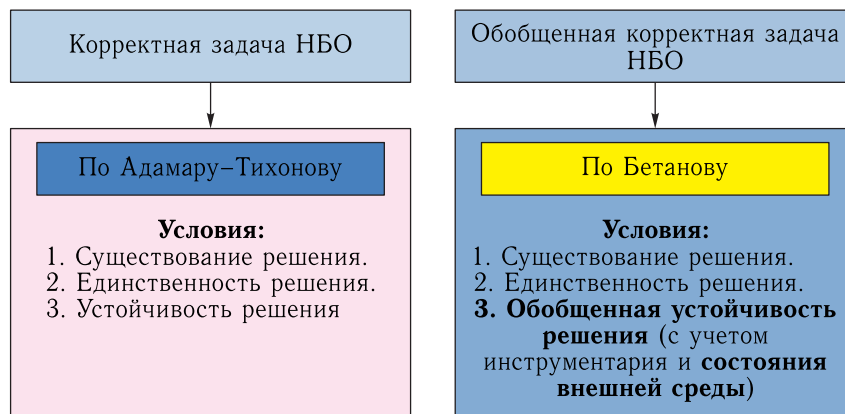 Корректная задача НБО
По Адамару–Тихонову
Условия:
1. Существование решения.
2. Единственность решения.
3. Устойчивость решения
Обобщенная корректная задача
НБО
По Бетанову
Условия:
1. Существование решения.
2. Единственность решения.
3. Обобщенная устойчивость
решения (с учетом
инструментария и состояния
внешней среды)